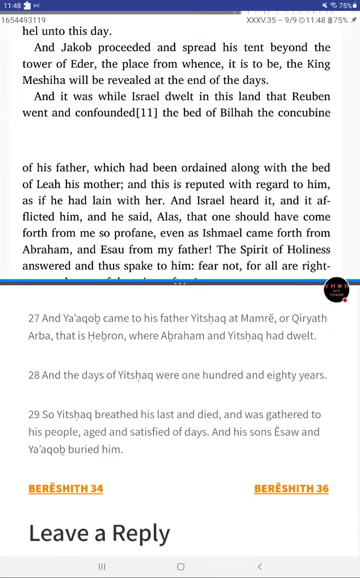 11:48
75%
1654493119
XXXV.35 – 9/9 11:48 75%
hel unto this day.
And Jakob proceeded and spread his tent beyond the
tower of Eder, the place from whence, it is to be, the King
Meshiha will be revealed at the end of the days.
And it was while Israel dwelt in this land that Reuben
went and confounded[11] the bed of Bilhah the concubine
of his father, which had been ordained along with the bed
of Leah his mother; and this is reputed with regard to him,
as if he had lain with her. And Israel heard it, and it af-
flicted him, and he said, Alas, that one should have come
forth from me so profane, even as Ishmael came forth from
Abraham, and Esau from my father! The Spirit of Holiness
answered and thus spake to him: fear not, for all are right-
27 And Ya‛aqoḇ came to his father Yitsḥaq at Mamrĕ, or Qiryath
Arba, that is Ḥeḇron, where Aḇraham and Yitsḥaq had dwelt.
28 And the days of Yitsḥaq were one hundred and eighty years.
29 So Yitsḥaq breathed his last and died, and was gathered to
his people, aged and satisfied of days. And his sons Ĕsaw and
Ya‛aqoḇ buried him.
BERĔSHITH 34
BERĔSHITH 36
Leave a Reply